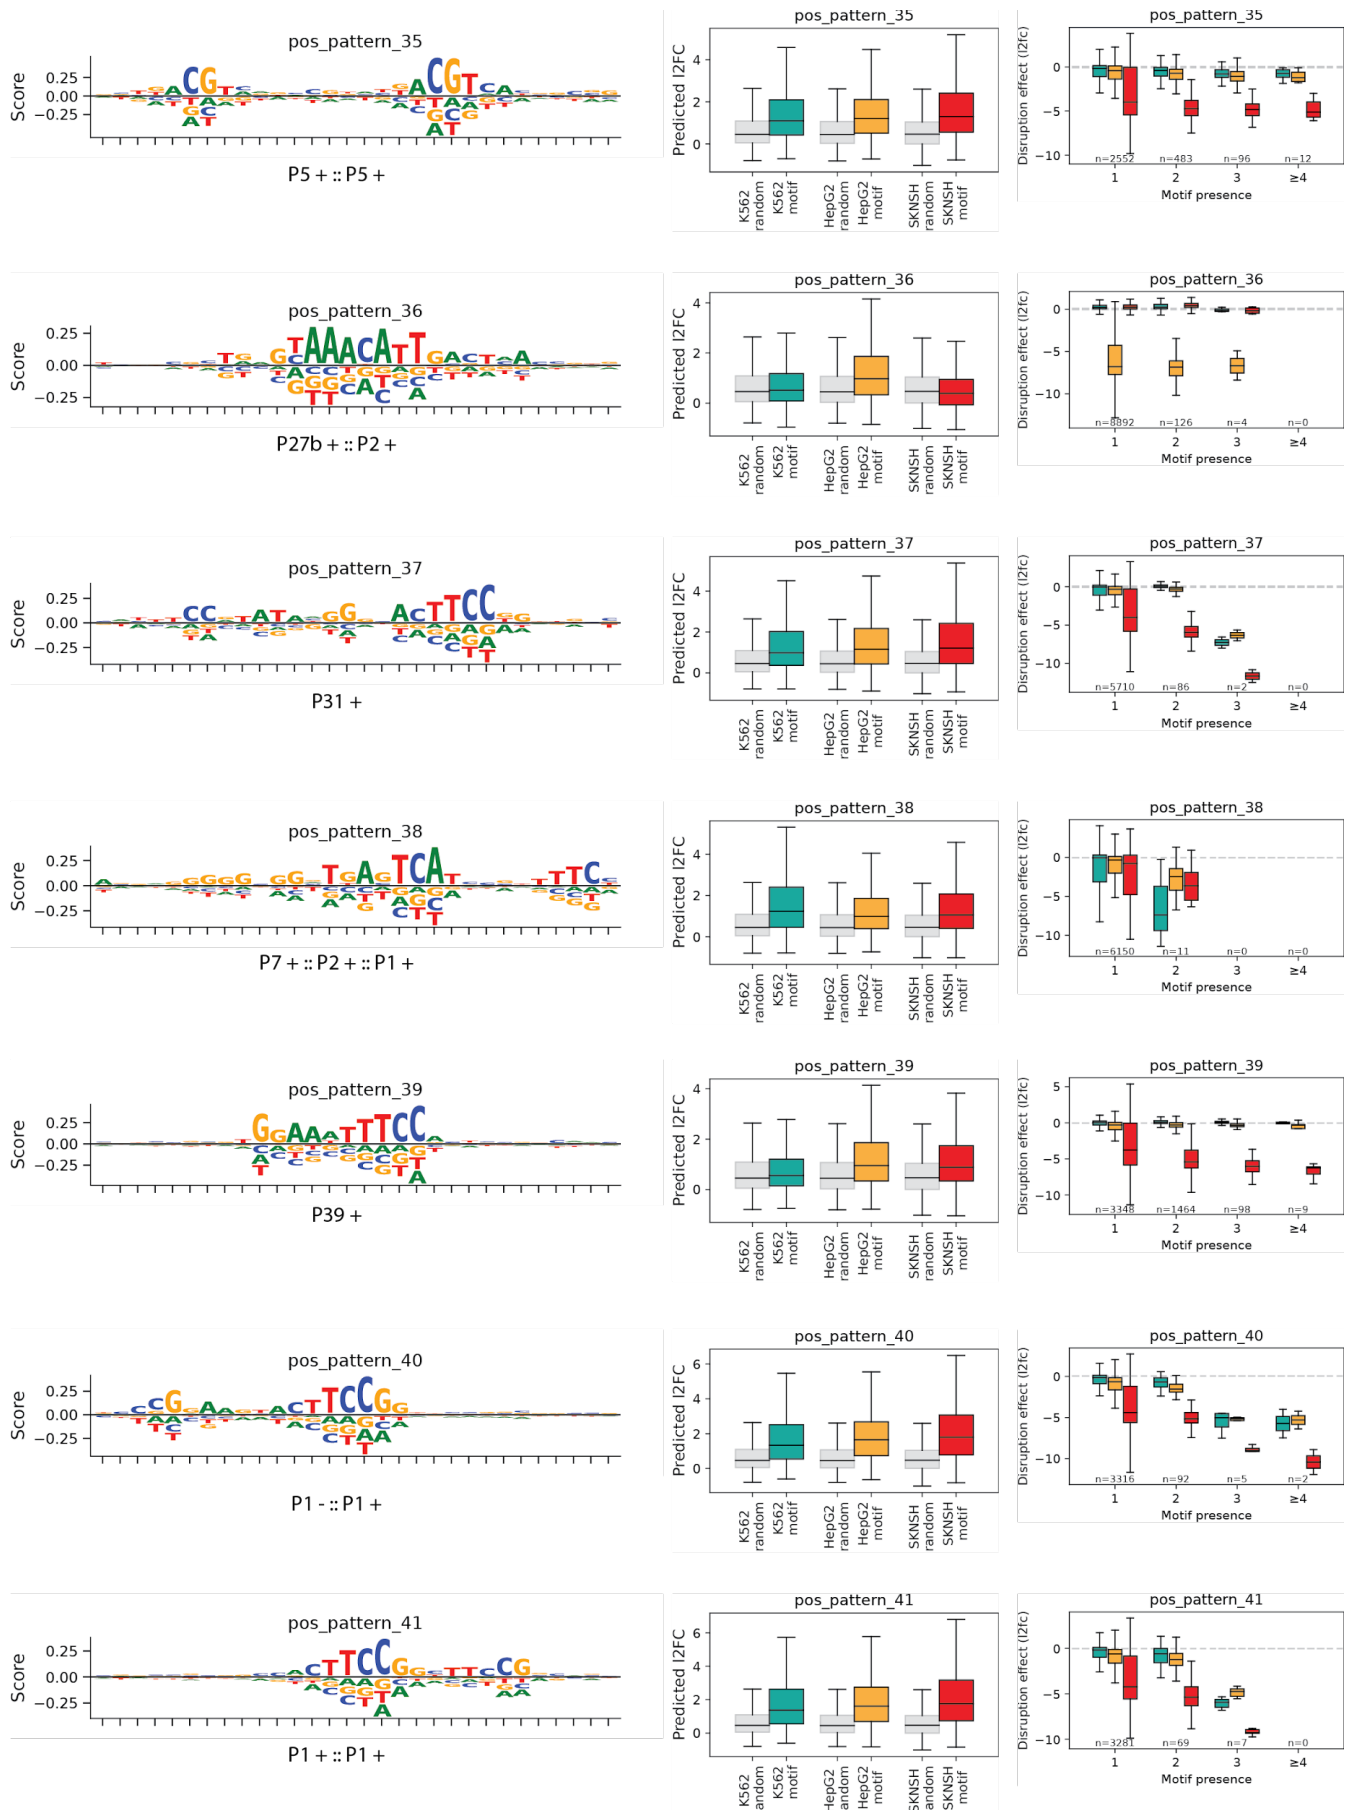 pos_pattern_35
Score
0.25
0.00
−0.25
P5 + :: P5 +
pos_pattern_35
Predicted l2FC
4
2
0
K562 random
K562 motif
HepG2 random
HepG2 motif
SKNSH random
SKNSH motif
pos_pattern_35
Disruption effect (l2fc)
0
−5
−10
n=2552 n=483 n=96 n=12
1 2 3 ≥4
Motif presence
pos_pattern_36
Score
0.25
0.00
−0.25
P27b + :: P2 +
pos_pattern_36
Predicted l2FC
4
2
0
K562 random
K562 motif
HepG2 random
HepG2 motif
SKNSH random
SKNSH motif
pos_pattern_36
Disruption effect (l2fc)
0
−5
−10
n=8892 n=126 n=4 n=0
1 2 3 ≥4
Motif presence
pos_pattern_37
Score
0.25
0.00
−0.25
P31 +
pos_pattern_37
Predicted l2FC
4
2
0
K562 random
K562 motif
HepG2 random
HepG2 motif
SKNSH random
SKNSH motif
pos_pattern_37
Disruption effect (l2fc)
0
−5
−10
n=5710 n=86 n=2 n=0
1 2 3 ≥4
Motif presence
pos_pattern_38
Score
0.25
0.00
−0.25
P7 + :: P2 + :: P1 +
pos_pattern_38
Predicted l2FC
4
2
0
K562 random
K562 motif
HepG2 random
HepG2 motif
SKNSH random
SKNSH motif
pos_pattern_38
Disruption effect (l2fc)
0
−5
−10
n=6150 n=11 n=0 n=0
1 2 3 ≥4
Motif presence
pos_pattern_39
Score
0.25
0.00
−0.25
P39 +
pos_pattern_39
Predicted l2FC
4
2
0
K562 random
K562 motif
HepG2 random
HepG2 motif
SKNSH random
SKNSH motif
pos_pattern_39
Disruption effect (l2fc)
5
0
−5
−10
n=3348 n=1464 n=98 n=9
1 2 3 ≥4
Motif presence
pos_pattern_40
Score
0.25
0.00
−0.25
P1 - :: P1 +
pos_pattern_40
Predicted l2FC
6
4
2
0
K562 random
K562 motif
HepG2 random
HepG2 motif
SKNSH random
SKNSH motif
pos_pattern_40
Disruption effect (l2fc)
0
−5
−10
n=3316 n=92 n=5 n=2
1 2 3 ≥4
Motif presence
pos_pattern_41
Score
0.25
0.00
−0.25
P1 + :: P1 +
pos_pattern_41
Predicted l2FC
6
4
2
0
K562 random
K562 motif
HepG2 random
HepG2 motif
SKNSH random
SKNSH motif
pos_pattern_41
Disruption effect (l2fc)
0
−5
−10
n=3281 n=69 n=7 n=0
1 2 3 ≥4
Motif presence